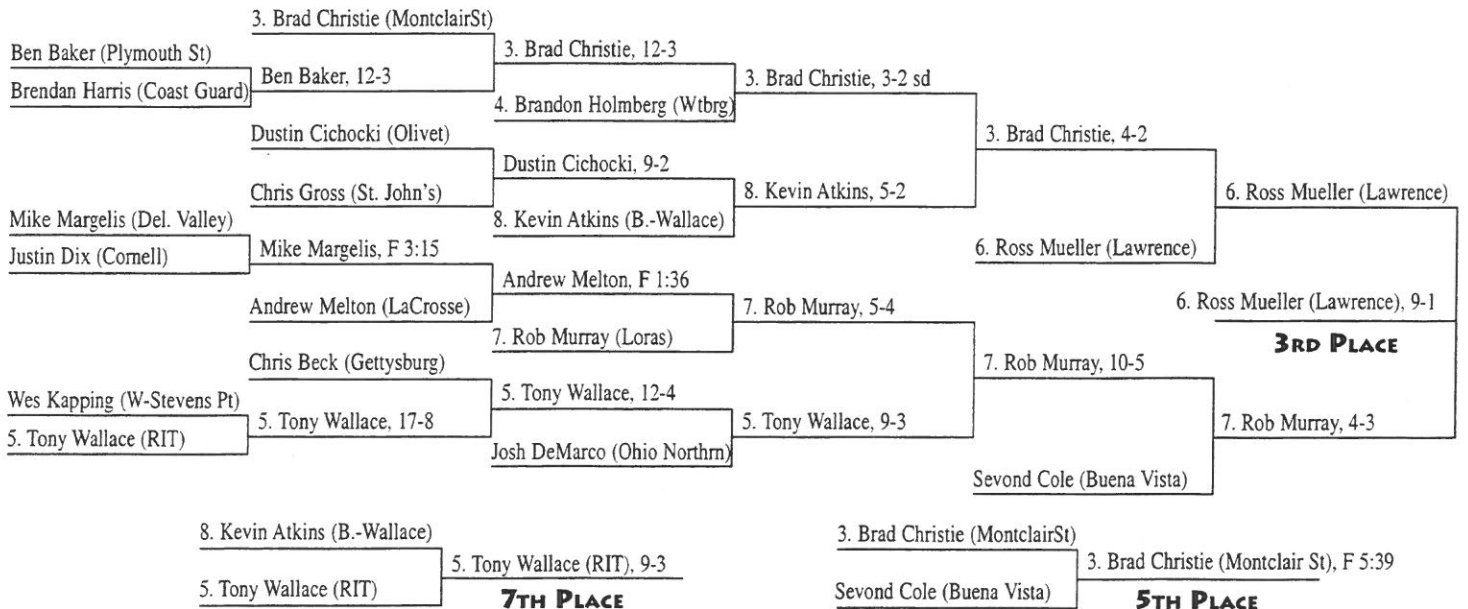 3. Brad Christie (MontclairSt)
Ben Baker (Plymouth St)
Brendan Harris (Coast Guard)
Ben Baker, 12-3
3. Brad Christie, 12-3
4. Brandon Holmberg (Wtbrg)
3. Brad Christie, 3-2 sd
Dustin Cichocki (Olivet)
Chris Gross (St. John's)
Dustin Cichocki, 9-2
8. Kevin Atkins (B.-Wallace)
8. Kevin Atkins, 5-2
3. Brad Christie, 4-2
6. Ross Mueller (Lawrence)
6. Ross Mueller (Lawrence)
Mike Margelis (Del. Valley)
Justin Dix (Cornell)
Mike Margelis, F 3:15
Andrew Melton (LaCrosse)
Andrew Melton, F 1:36
7. Rob Murray (Loras)
7. Rob Murray, 5-4
6. Ross Mueller (Lawrence), 9-1
3RD PLACE
Chris Beck (Gettysburg)
Wes Kapping (W-Stevens Pt)
5. Tony Wallace (RIT)
5. Tony Wallace, 17-8
5. Tony Wallace, 12-4
Josh DeMarco (Ohio Northrn)
5. Tony Wallace, 9-3
7. Rob Murray, 10-5
Sevond Cole (Buena Vista)
7. Rob Murray, 4-3
8. Kevin Atkins (B.-Wallace)
5. Tony Wallace (RIT)
5. Tony Wallace (RIT), 9-3
7TH PLACE
3. Brad Christie (MontclairSt)
Sevond Cole (Buena Vista)
3. Brad Christie (Montclair St), F 5:39
5TH PLACE